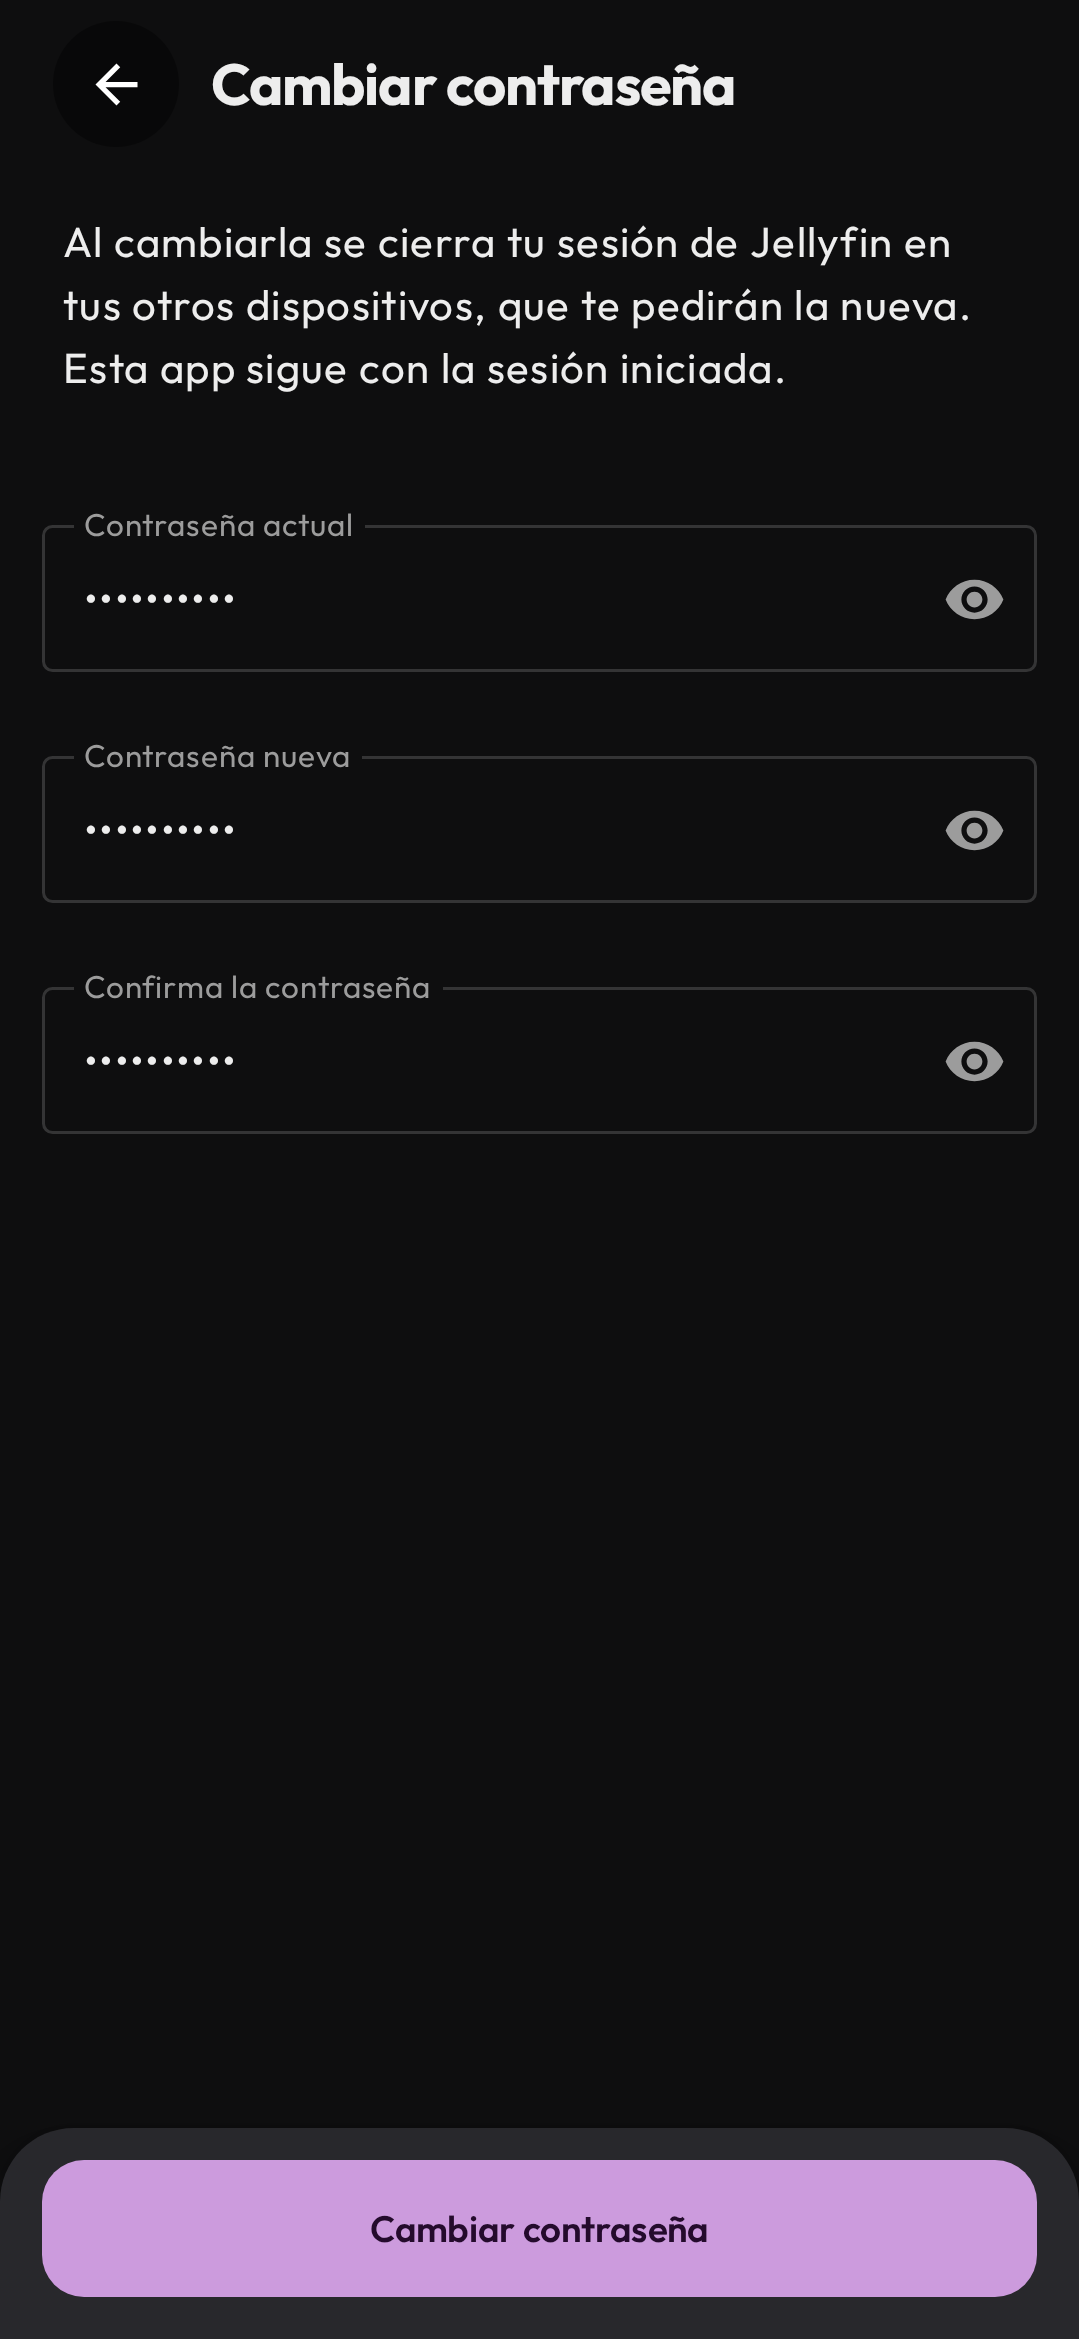 Cambiar contraseña
Al cambiarla se cierra tu sesión de Jellyfin en
tus otros dispositivos, que te pedirán la nueva.
Esta app sigue con la sesión iniciada.
Contraseña actual
••••••••••
Contraseña nueva
••••••••••
Confirma la contraseña
••••••••••
Cambiar contraseña